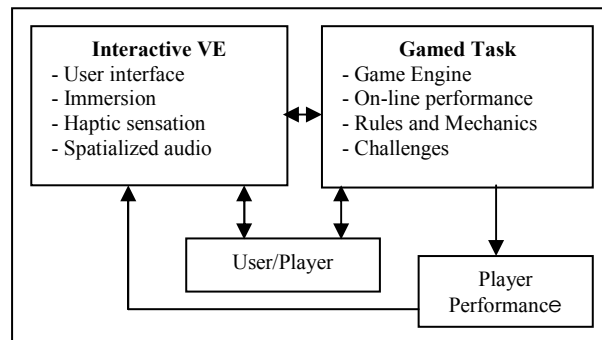 Interactive VE
- User interface
- Immersion
- Haptic sensation
- Spatialized audio
Gamed Task
- Game Engine
- On-line performance
- Rules and Mechanics
- Challenges
User/Player
Player
Performance